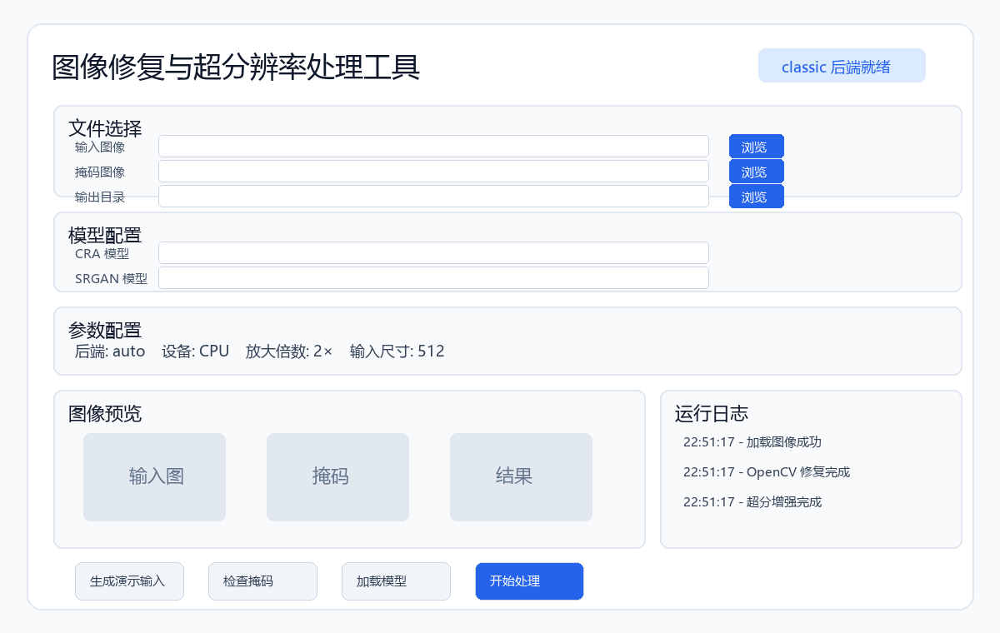 图像修复与超分辨率处理工具
classic 后端就绪
文件选择
输入图像 浏览
掩码图像 浏览
输出目录 浏览
模型配置
CRA 模型
SRGAN 模型
参数配置
后端: auto 设备: CPU 放大倍数: 2× 输入尺寸: 512
图像预览
输入图 掩码 结果
运行日志
22:51:17 - 加载图像成功
22:51:17 - OpenCV 修复完成
22:51:17 - 超分增强完成
生成演示输入 检查掩码 加载模型 开始处理